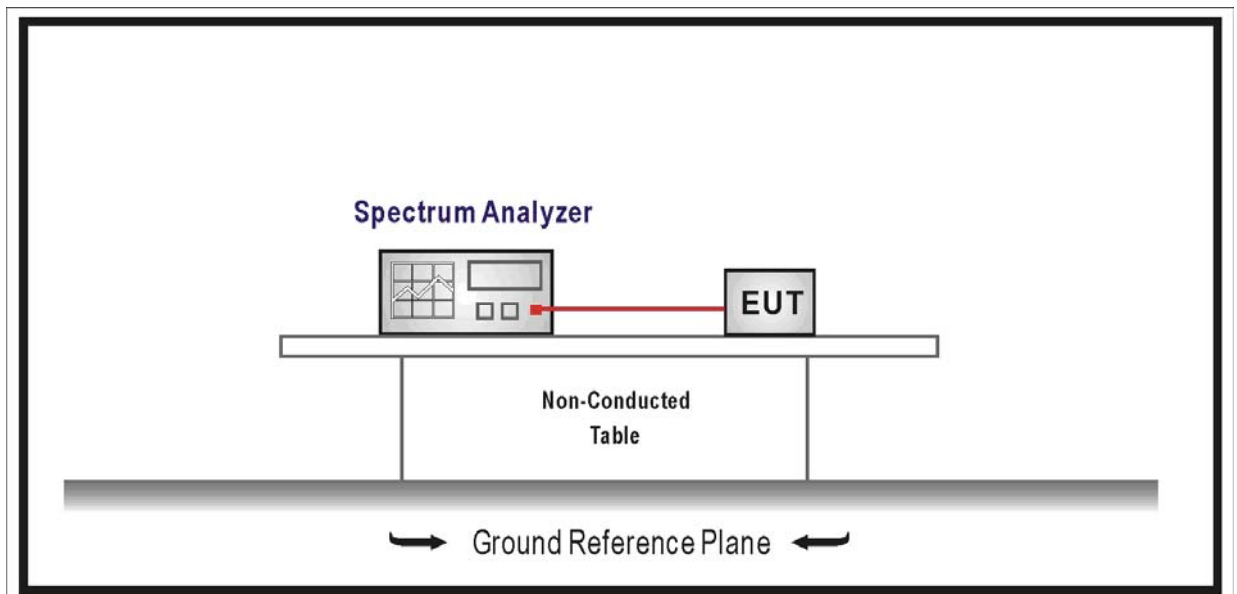 Spectrum Analyzer
EUT
Non-Conducted
Table
Ground Reference Plane